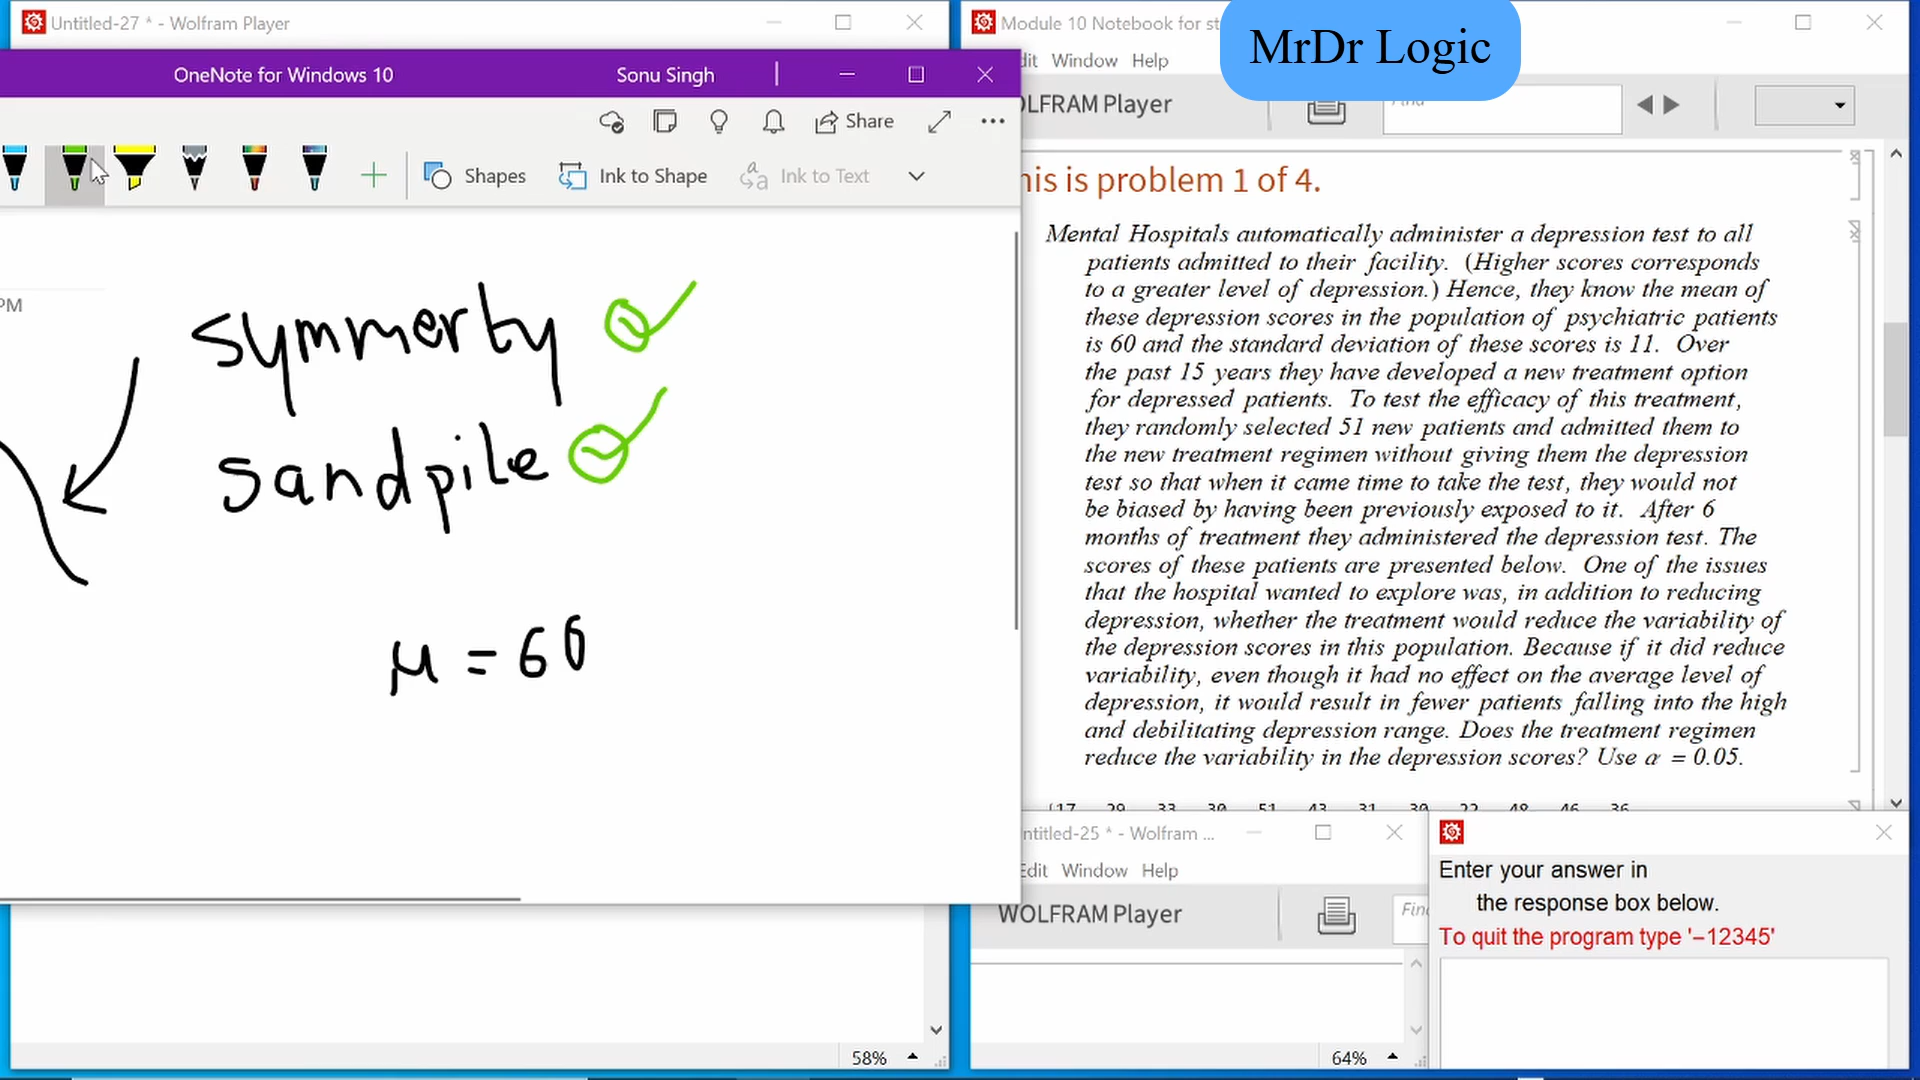 Untitled-27 * - Wolfram Player
Module 10 Notebook for st
MrDr Logic
OneNote for Windows 10
Sonu Singh
dit Window Help
OLFRAM Player
Share
Shapes
Ink to Shape
Ink to Text
PM
symmerty
sandpile
μ = 60
his is problem 1 of 4.
Mental Hospitals automatically administer a depression test to all
patients admitted to their facility. (Higher scores corresponds
to a greater level of depression.) Hence, they know the mean of
these depression scores in the population of psychiatric patients
is 60 and the standard deviation of these scores is 11. Over
the past 15 years they have developed a new treatment option
for depressed patients. To test the efficacy of this treatment,
they randomly selected 51 new patients and admitted them to
the new treatment regimen without giving them the depression
test so that when it came time to take the test, they would not
be biased by having been previously exposed to it. After 6
months of treatment they administered the depression test. The
scores of these patients are presented below. One of the issues
that the hospital wanted to explore was, in addition to reducing
depression, whether the treatment would reduce the variability of
the depression scores in this population. Because if it did reduce
variability, even though it had no effect on the average level of
depression, it would result in fewer patients falling into the high
and debilitating depression range. Does the treatment regimen
reduce the variability in the depression scores? Use α = 0.05.
ntitled-25 * - Wolfram ...
Edit Window Help
WOLFRAM Player
Find
Enter your answer in
the response box below.
To quit the program type '−12345'
58%
64%